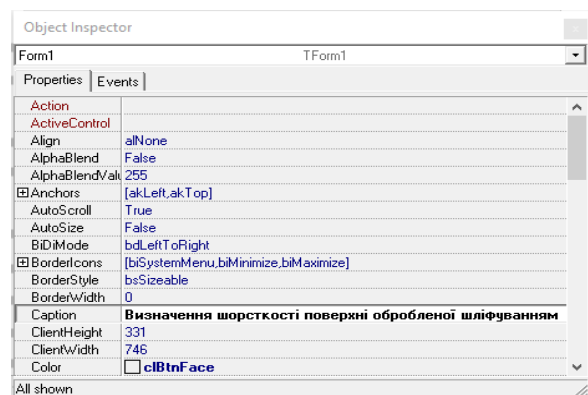 Object Inspector
Form1 TForm1
Properties Events
Action
ActiveControl
Align alNone
AlphaBlend False
AlphaBlendValu 255
Anchors [akLeft,akTop]
AutoScroll True
AutoSize False
BiDiMode bdLeftToRight
BorderIcons [biSystemMenu,biMinimize,biMaximize]
BorderStyle bsSizeable
BorderWidth 0
Caption Визначення шорсткості поверхні обробленої шліфуванням
ClientHeight 331
ClientWidth 746
Color clBtnFace
All shown